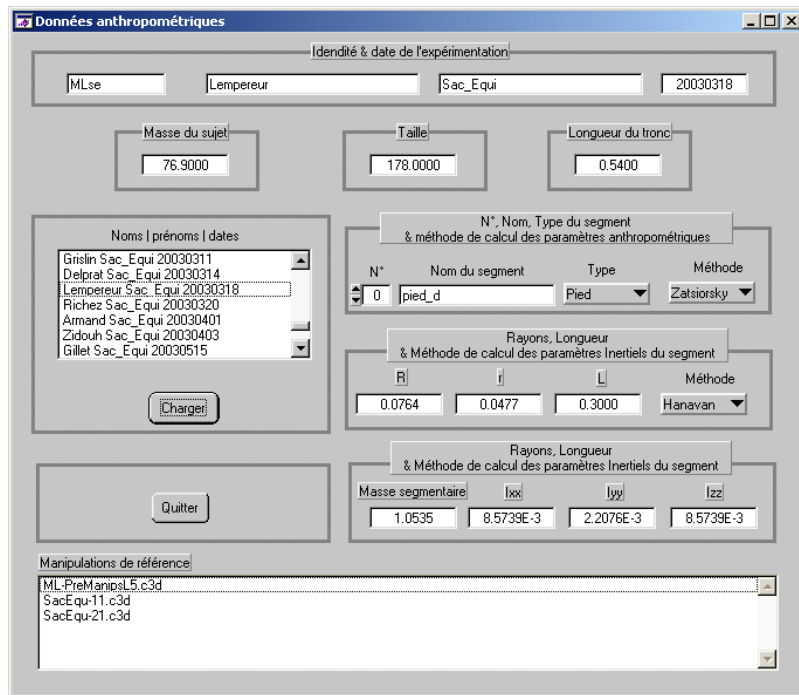 Données anthropométriques
Idendité & date de l'expérimentation
MLse Lempereur Sac_Equi 20030318
Masse du sujet Taille Longueur du tronc
76.9000 178.0000 0.5400
Noms | prénoms | dates
Grislin Sac_Equi 20030311
Delprat Sac_Equi 20030314
Lempereur Sac_Equi 20030318
Richez Sac_Equi 20030320
Armand Sac_Equi 20030401
Zidouh Sac_Equi 20030403
Gillet Sac_Equi 20030515
Charger
N°, Nom, Type du segment
& méthode de calcul des paramètres anthropométriques
N° Nom du segment Type Méthode
0 pied_d Pied Zatsiorsky
Rayons, Longueur
& Méthode de calcul des paramètres Inertiels du segment
R r L Méthode
0.0764 0.0477 0.3000 Hanavan
Quitter
Rayons, Longueur
& Méthode de calcul des paramètres Inertiels du segment
Masse segmentaire Ixx Iyy Izz
1.0535 8.5739E-3 2.2076E-3 8.5739E-3
Manipulations de référence
ML-PreManipsL5.c3d
SacEqu-11.c3d
SacEqu-21.c3d